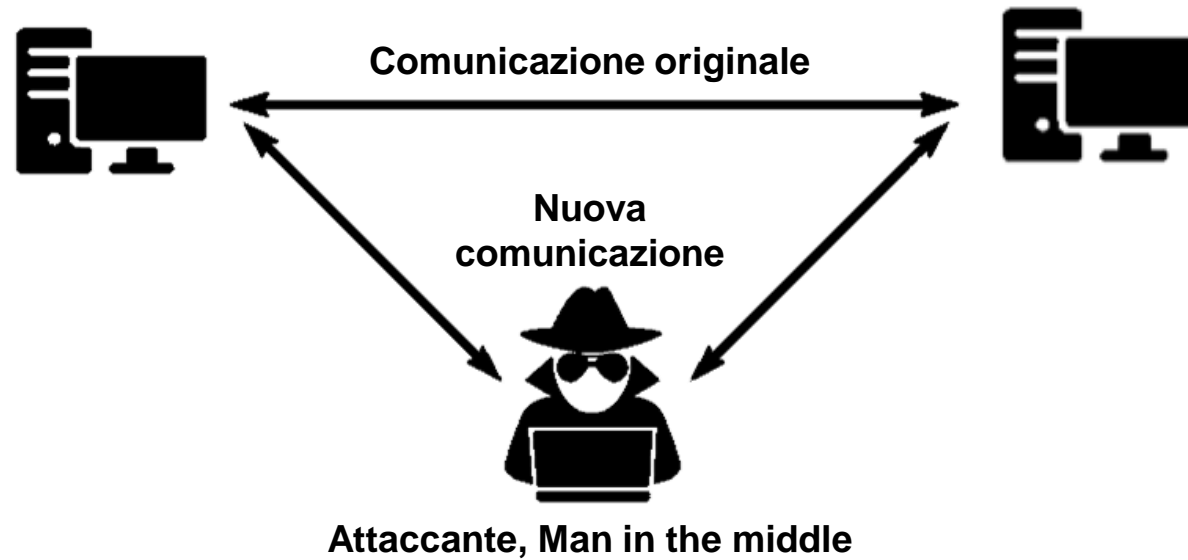 Comunicazione originale
Nuova
comunicazione
Attaccante, Man in the middle